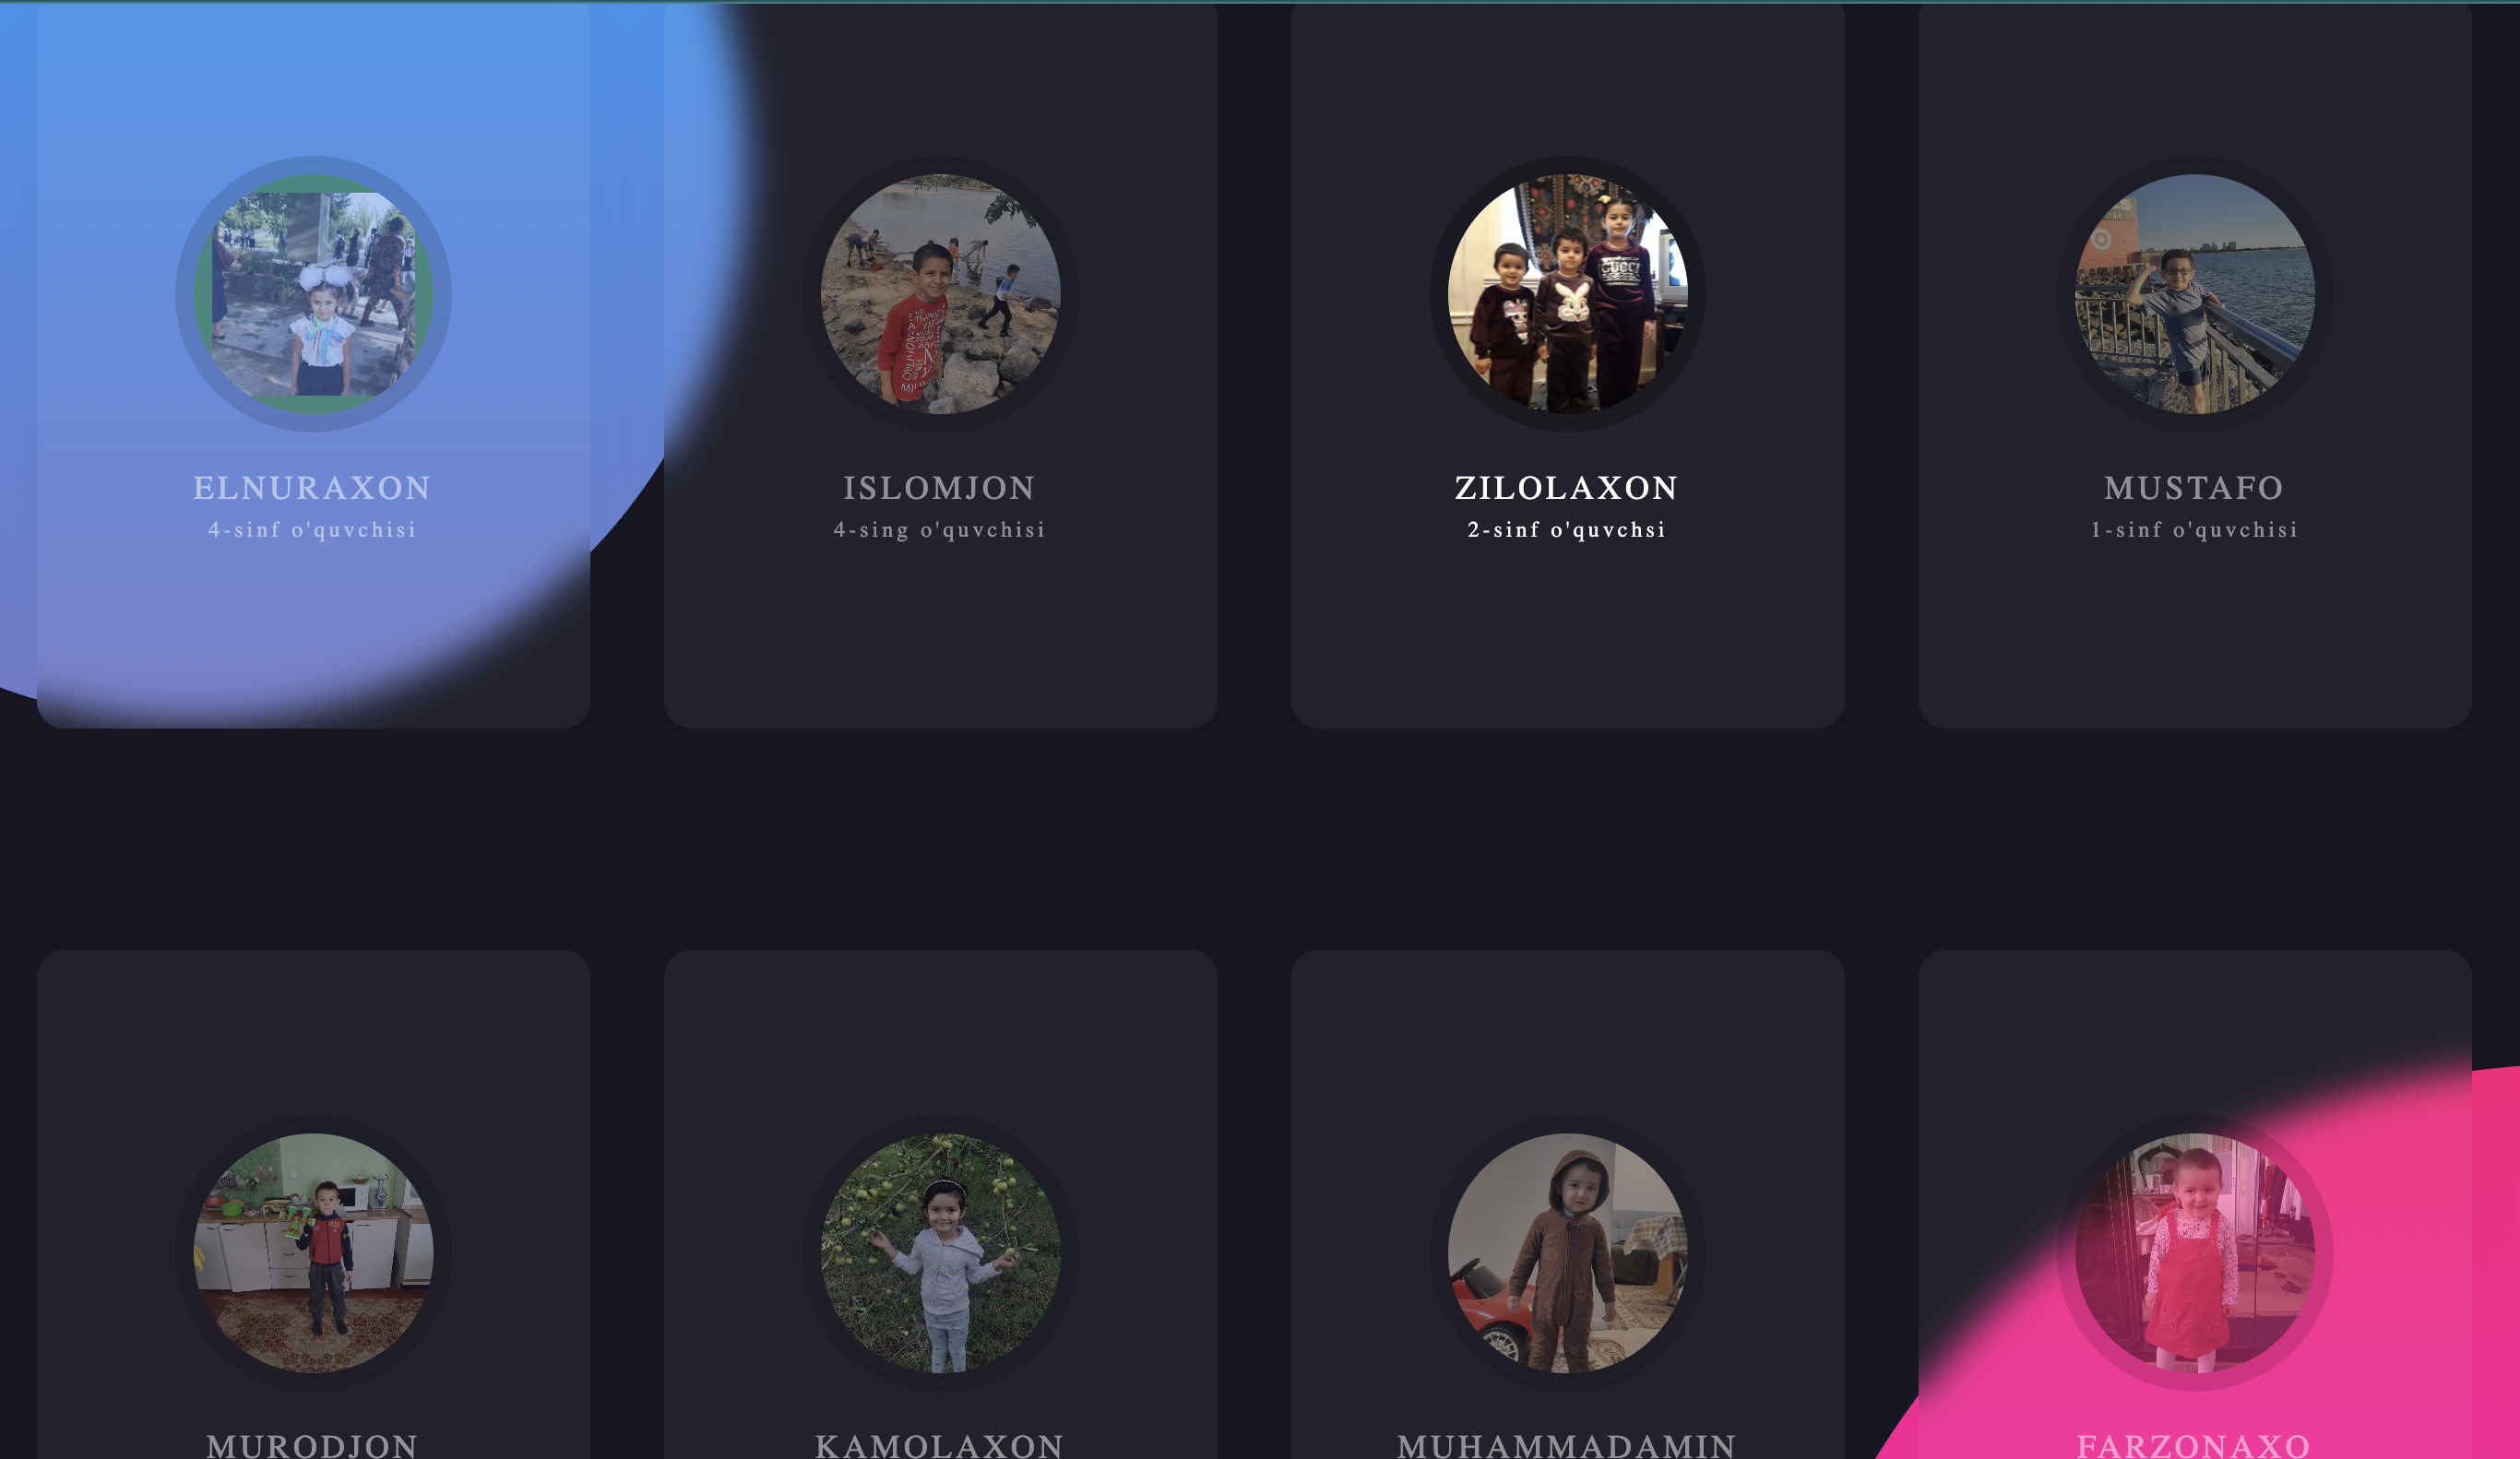 ELNURAXON
4-sinf o'quvchisi
ISLOMJON
4-sing o'quvchisi
GUCCI
ZILOLAXON
2-sinf o'quvchsi
MUSTAFO
1-sinf o'quvchisi
MURODJON
KAMOLAXON
MUHAMMADAMIN
FARZONAXO